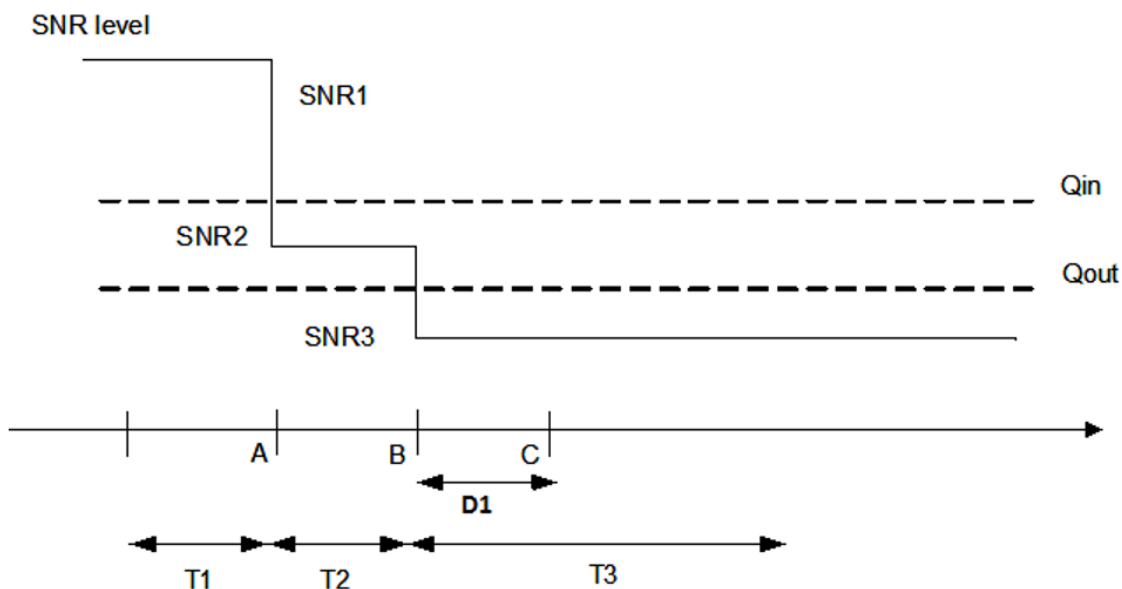 SNR level
SNR1
Qin
SNR2
Qout
SNR3
A B C
D1
T1 T2 T3